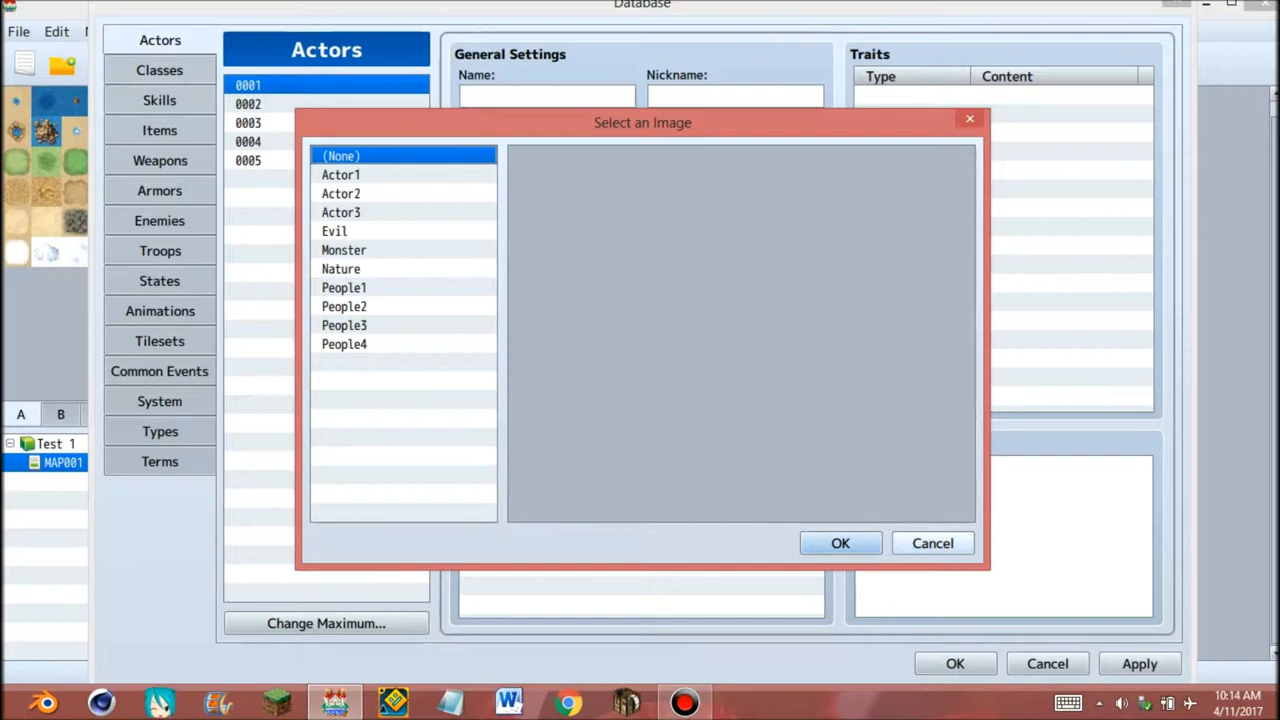 Database
File Edit
Actors
Classes
Skills
Items
Weapons
Armors
Enemies
Troops
States
Animations
Tilesets
Common Events
System
Types
Terms
Actors
0001
0002
0003
0004
0005
Change Maximum...
General Settings
Name:
Nickname:
Traits
Type
Content
Select an Image
(None)
Actor1
Actor2
Actor3
Evil
Monster
Nature
People1
People2
People3
People4
OK
Cancel
A
B
Test 1
MAP001
OK
Cancel
Apply
10:14 AM
4/11/2017